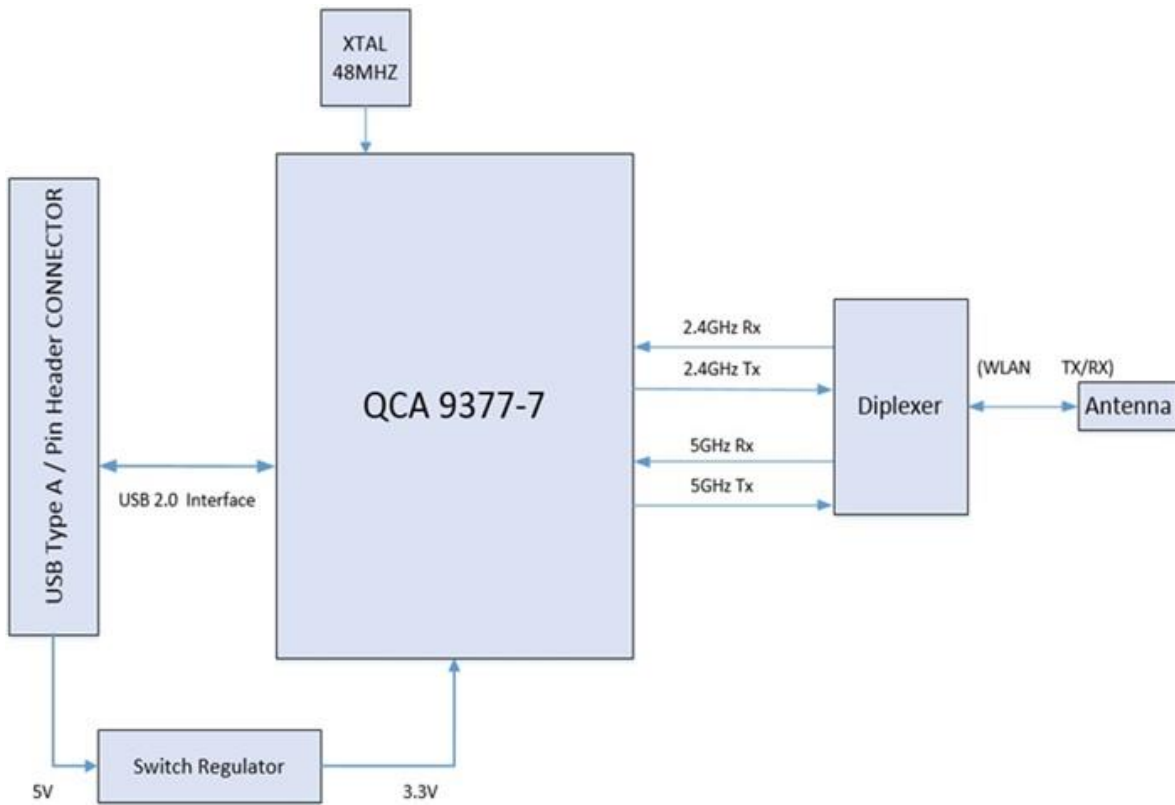 XTAL
48MHZ
USB Type A / Pin Header CONNECTOR
QCA 9377-7
2.4GHz Rx
2.4GHz Tx
5GHz Rx
5GHz Tx
Diplexer
(WLAN TX/RX)
Antenna
USB 2.0 Interface
Switch Regulator
5V
3.3V